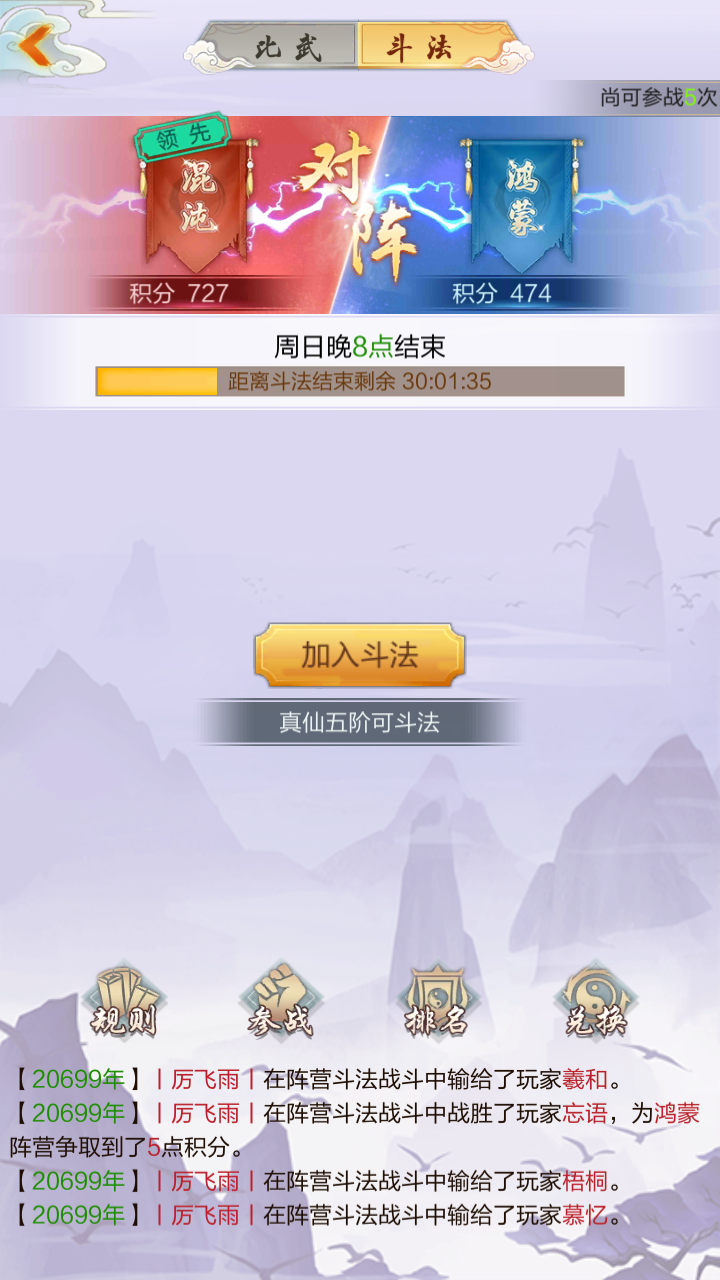 比武
斗法
尚可参战5次
领先
混沌
对阵
鸿蒙
积分 727
积分 474
周日晚8点结束
距离斗法结束剩余 30:01:35
加入斗法
真仙五阶可斗法
规则
参战
排名
兑换
【20699年】丨厉飞雨丨在阵营斗法战斗中输给了玩家羲和。
【20699年】丨厉飞雨丨在阵营斗法战斗中战胜了玩家忘语，为鸿蒙
阵营争取到了5点积分。
【20699年】丨厉飞雨丨在阵营斗法战斗中输给了玩家梧桐。
【20699年】丨厉飞雨丨在阵营斗法战斗中输给了玩家慕忆。